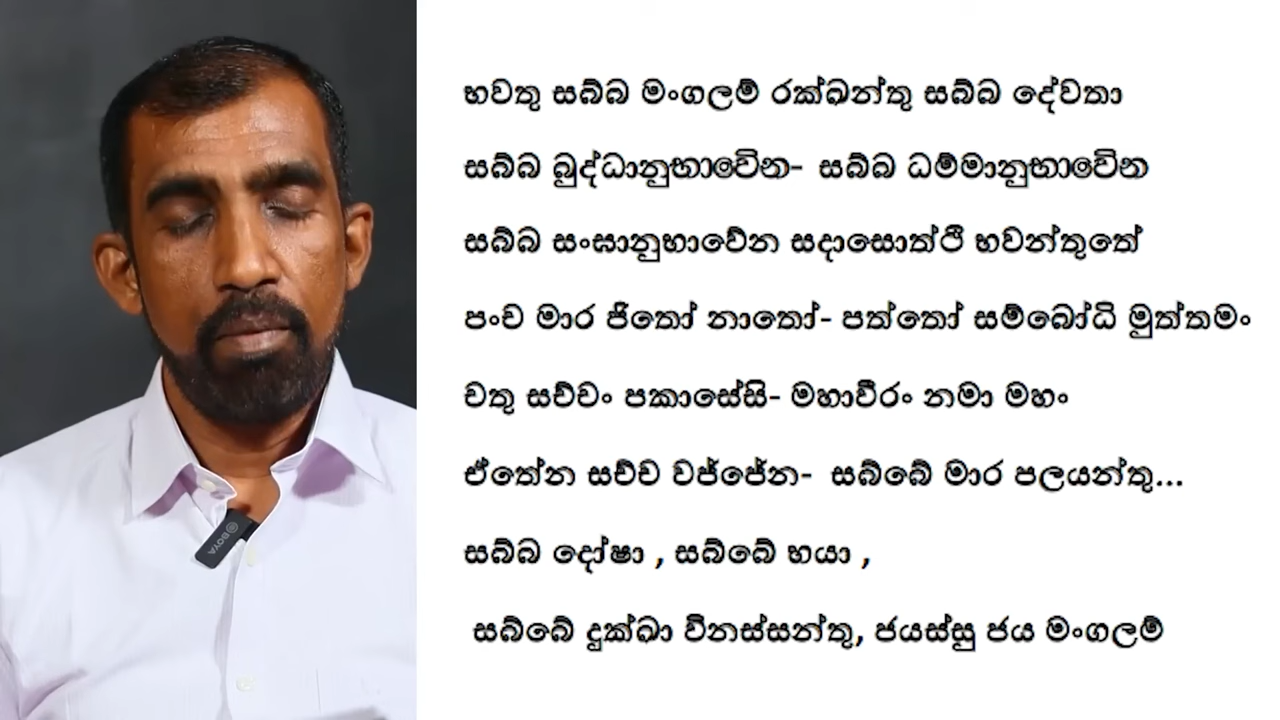 භවතු සබ්බ මංගලම් රක්ඛන්තු සබ්බ දේවතා
සබ්බ බුද්ධානුභාවේන- සබ්බ ධම්මානුභාවේන
සබ්බ සංඝානුභාවේන සදාසොත්ථි භවන්තුතේ
පංච මාර ජිතෝ නාතෝ- පත්තෝ සම්බෝධි මුත්තමං
චතු සච්චං පකාසේසි- මහාවීරං නමා මහං
ඒතේන සච්ච වජ්ජේන- සබ්බේ මාර පලයන්තු...
සබ්බ දෝෂා , සබ්බේ භයා ,
සබ්බේ දුක්ඛා විනස්සන්තු, ජයස්සු ජය මංගලම්
BOYA